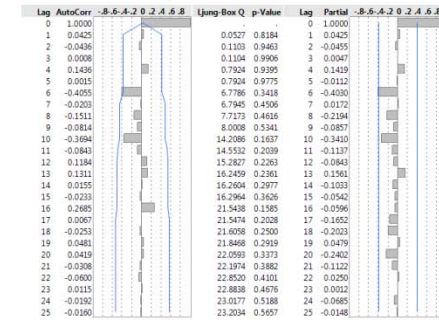 Lag AutoCorr -.8-.6-.4-.2 0 .2 .4 .6 .8 Ljung-Box Q p-Value Lag Partial -.8-.6-.4-.2 0 .2 .4 .6 .8
0 1.0000 . . 0 1.0000
1 0.0425 0.0527 0.8184 1 0.0425
2 -0.0436 0.1103 0.9463 2 -0.0455
3 0.0008 0.1104 0.9906 3 0.0047
4 0.1436 0.7924 0.9395 4 0.1419
5 0.0015 0.7924 0.9775 5 -0.0112
6 -0.4055 6.7786 0.3418 6 -0.4030
7 -0.0203 6.7945 0.4506 7 0.0172
8 -0.1511 7.7173 0.4616 8 -0.2194
9 -0.0814 8.0008 0.5341 9 -0.0857
10 -0.3694 14.2086 0.1637 10 -0.3410
11 -0.0843 14.5532 0.2039 11 -0.1137
12 0.1184 15.2827 0.2263 12 -0.0843
13 0.1311 16.2459 0.2361 13 0.1561
14 0.0155 16.2604 0.2977 14 -0.1033
15 -0.0233 16.2964 0.3626 15 -0.0542
16 0.2685 21.5438 0.1585 16 -0.0596
17 0.0067 21.5474 0.2028 17 -0.1652
18 -0.0253 21.6058 0.2500 18 -0.2023
19 0.0481 21.8468 0.2919 19 0.0479
20 0.0419 22.0593 0.3373 20 -0.2402
21 -0.0308 22.1974 0.3882 21 -0.1122
22 -0.0600 22.8520 0.4101 22 0.0250
23 0.0115 22.8838 0.4676 23 0.0012
24 -0.0192 23.0177 0.5188 24 -0.0685
25 -0.0160 23.2034 0.5657 25 -0.0148